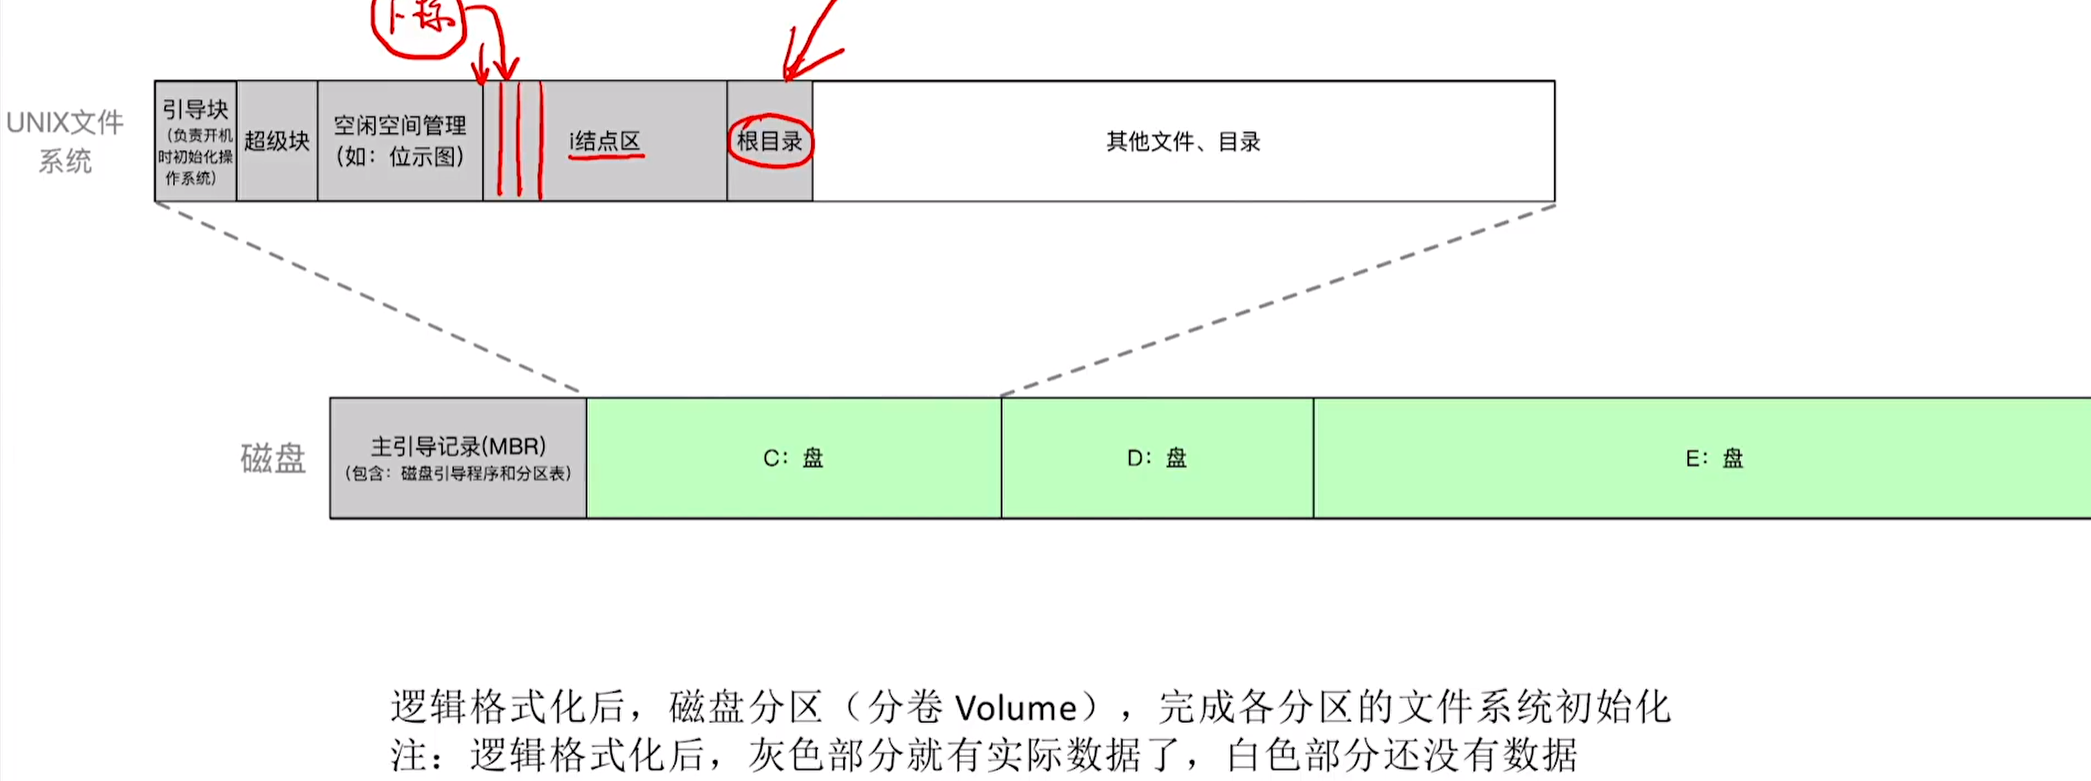 UNIX文件
系统
引导块
（负责开机
时初始化操
作系统）
超级块
空闲空间管理
（如：位示图）
i结点区
根目录
其他文件、目录
磁盘
主引导记录(MBR)
（包含：磁盘引导程序和分区表）
C：盘
D：盘
E：盘
逻辑格式化后，磁盘分区（分卷 Volume），完成各分区的文件系统初始化
注：逻辑格式化后，灰色部分就有实际数据了，白色部分还没有数据